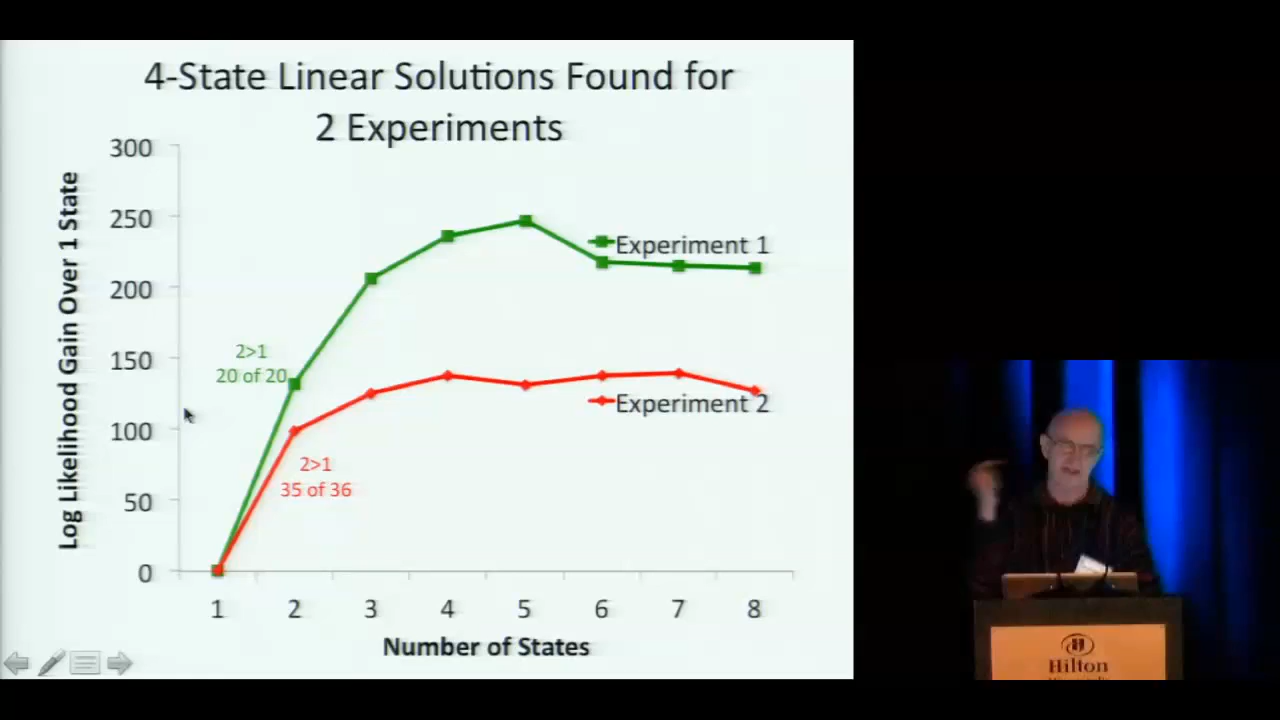 4-State Linear Solutions Found for
2 Experiments
Log Likelihood Gain Over 1 State
300
250
200
150
100
50
0
Experiment 1
2>1
20 of 20
Experiment 2
2>1
35 of 36
1 2 3 4 5 6 7 8
Number of States
Hilton